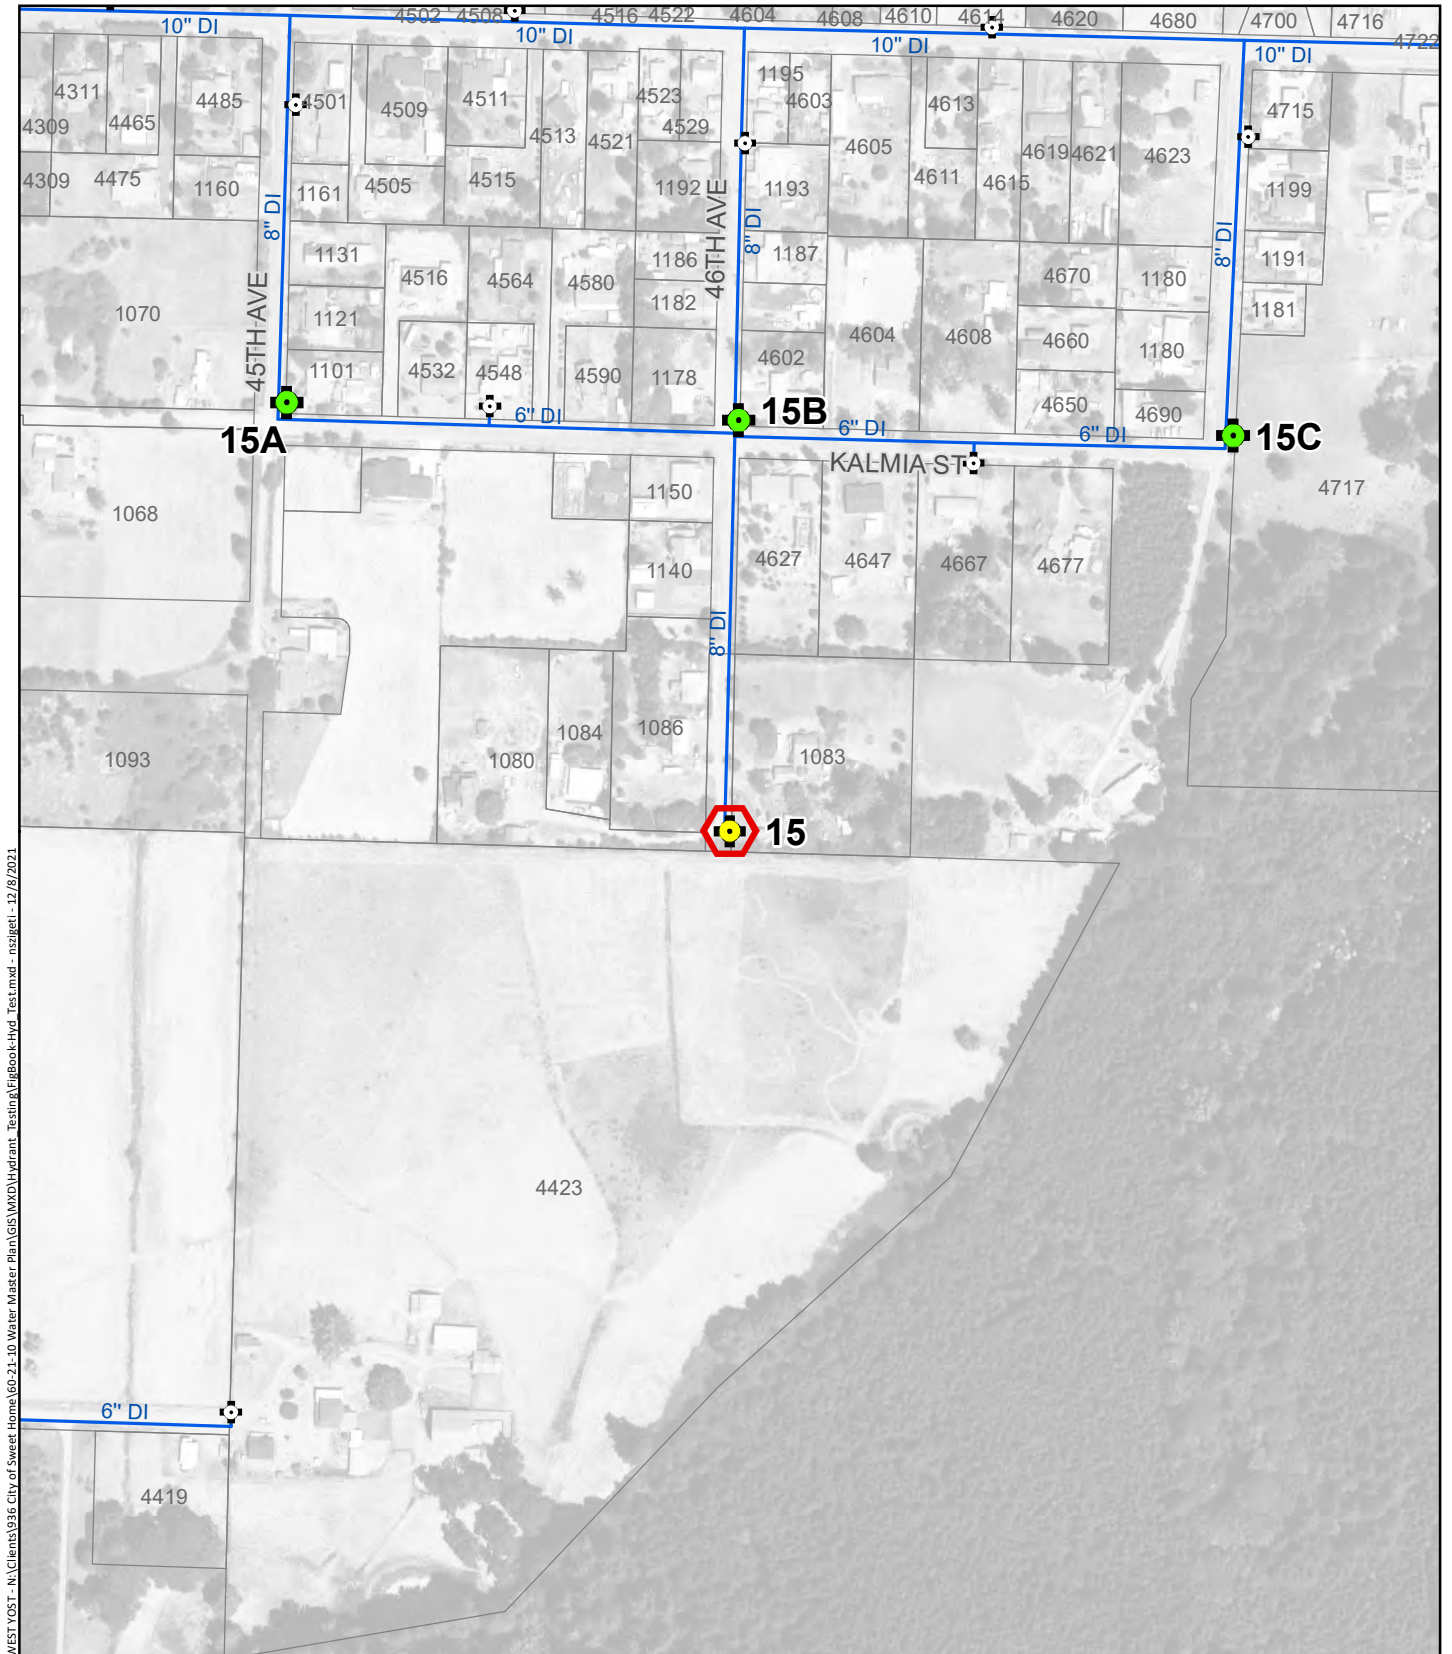 4502 4508 4516 4522 4604 4608 4610 4614 4620 4680 4700 4716
4722
10" DI 10" DI 10" DI 10" DI
4311 4485 4501 4509 4511 4523 1195 4603 4613 4715
4309 4465 4513 4521 4529 4605 4619 4621 4623
4309 4475 1160 1161 4505 4515 1192 1193 4611 4615 1199
8" DI 46TH AVE 8" DI 8" DI
1131 4516 4564 4580 1186 1187 4670 1180 1191
1070 1121 1182 4604 4608 4660 1181
45TH AVE 1101 4532 4548 4590 1178 4602 1180
4650 4690
15A 6" DI 15B 6" DI 6" DI 15C
KALMIA ST
1068 1150 4717
1140 4627 4647 4667 4677
8" DI
1093 1080 1084 1086 1083
15
4423
6" DI
4419
WEST YOST - N:\Clients\936 City of Sweet Home\60-21-10 Water Master Plan\GIS\MXD\Hydrant_Testing\FigBook-Hyd_Test.mxd - nszigeti - 12/8/2021